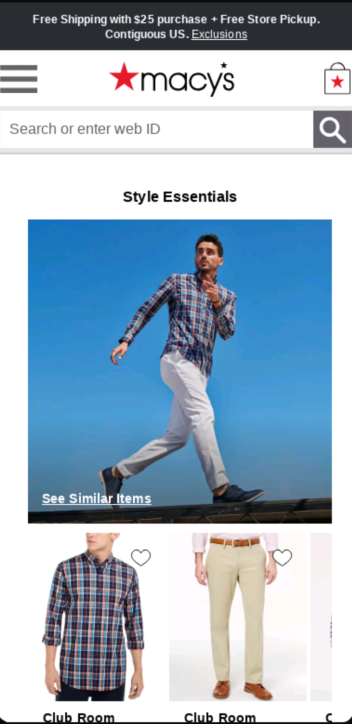 Free Shipping with $25 purchase + Free Store Pickup.
Contiguous US. Exclusions
macy's
Search or enter web ID
Style Essentials
See Similar Items
Club Room
Club Room